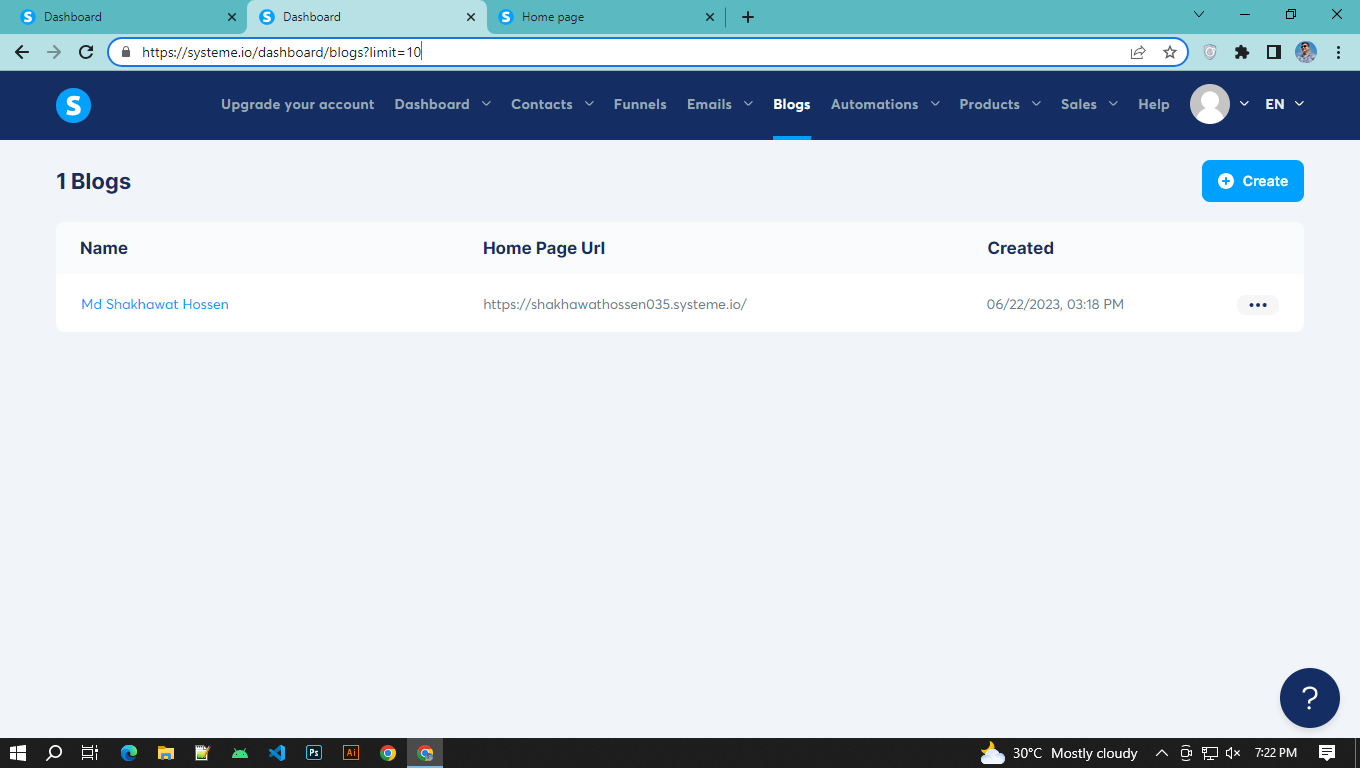 Dashboard
Dashboard
Home page
https://systeme.io/dashboard/blogs?limit=10
S
Upgrade your account Dashboard Contacts Funnels Emails Blogs Automations Products Sales Help EN
1 Blogs
Create
Name Home Page Url Created
Md Shakhawat Hossen https://shakhawathossen035.systeme.io/ 06/22/2023, 03:18 PM
?
Ps Ai 30°C Mostly cloudy 7:22 PM